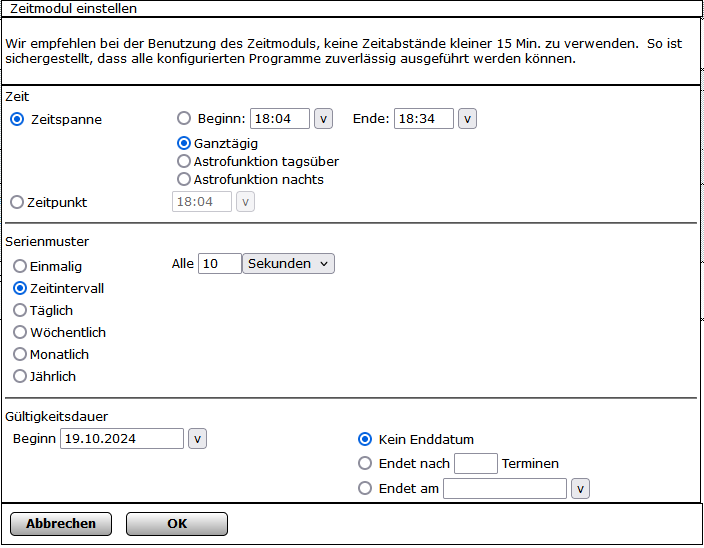 Zeitmodul einstellen
Wir empfehlen bei der Benutzung des Zeitmoduls, keine Zeitabstände kleiner 15 Min. zu verwenden. So ist
sichergestellt, dass alle konfigurierten Programme zuverlässig ausgeführt werden können.
Zeit
Zeitspanne Beginn: 18:04 v Ende: 18:34 v
Ganztägig
Astrofunktion tagsüber
Astrofunktion nachts
Zeitpunkt 18:04 v
Serienmuster
Einmalig Alle 10 Sekunden
Zeitintervall
Täglich
Wöchentlich
Monatlich
Jährlich
Gültigkeitsdauer
Beginn 19.10.2024 v Kein Enddatum
Endet nach Terminen
Endet am v
Abbrechen OK